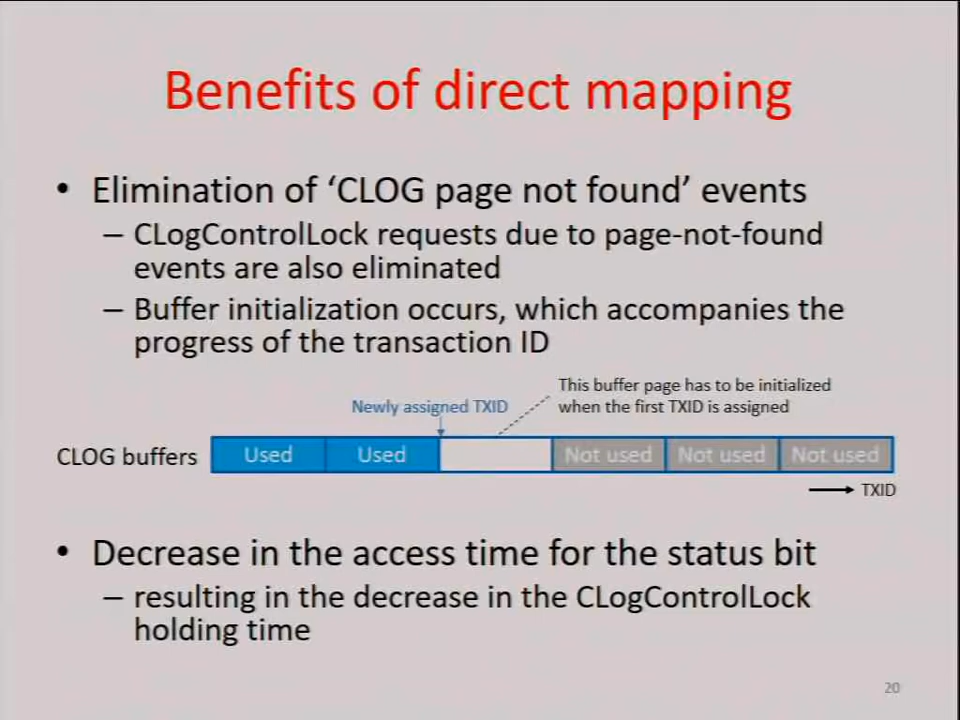 Benefits of direct mapping
• Elimination of ‘CLOG page not found’ events
– CLogControlLock requests due to page-not-found
events are also eliminated
– Buffer initialization occurs, which accompanies the
progress of the transaction ID
This buffer page has to be initialized
Newly assigned TXID
when the first TXID is assigned
CLOG buffers Used Used Not used Not used Not used
TXID
• Decrease in the access time for the status bit
– resulting in the decrease in the CLogControlLock
holding time
20